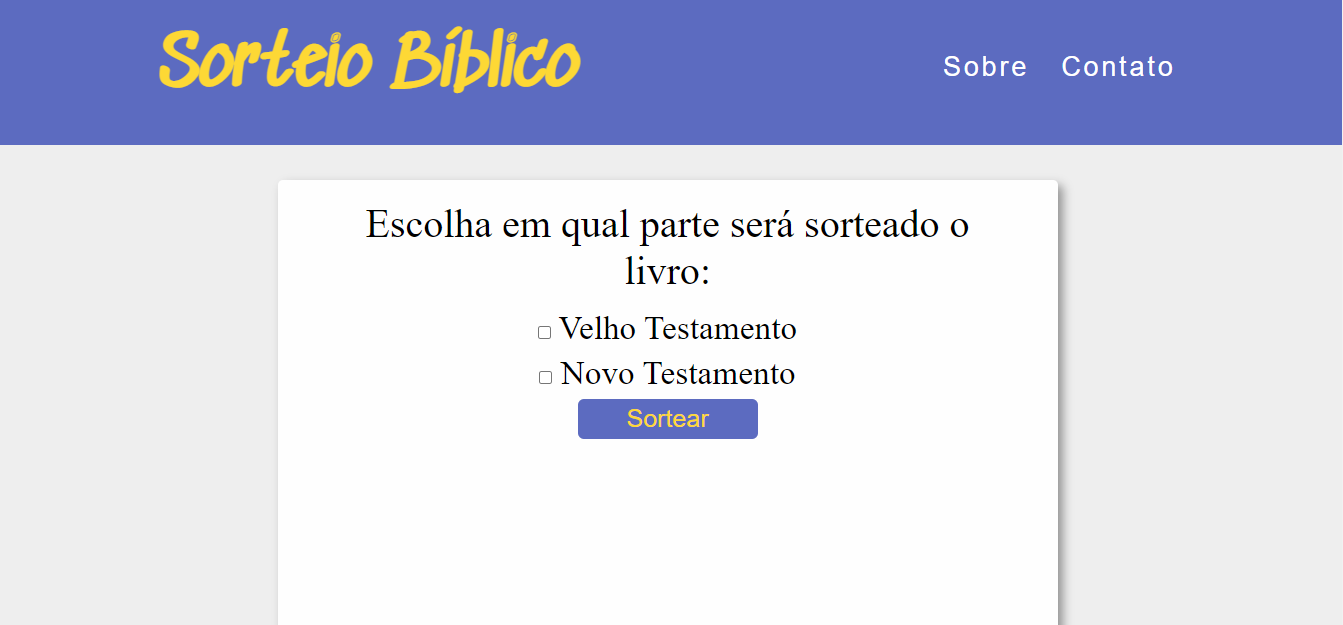 Sorteio Bíblico
Sobre Contato
Escolha em qual parte será sorteado o
livro:
Velho Testamento
Novo Testamento
Sortear